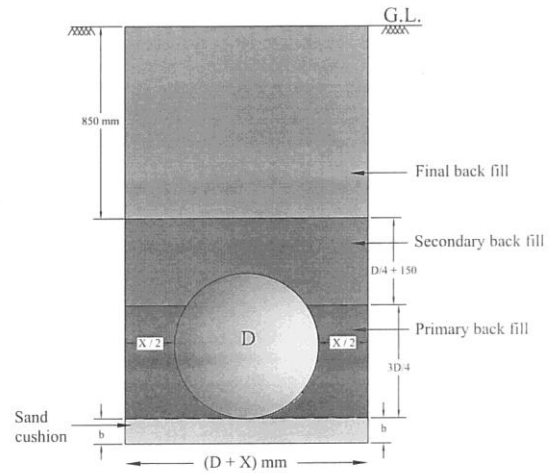 G.L.
850 mm
Final back fill
Secondary back fill
D/4 + 150
Primary back fill
D
X / 2
X / 2
3D/4
Sand
cushion
b
b
(D + X) mm